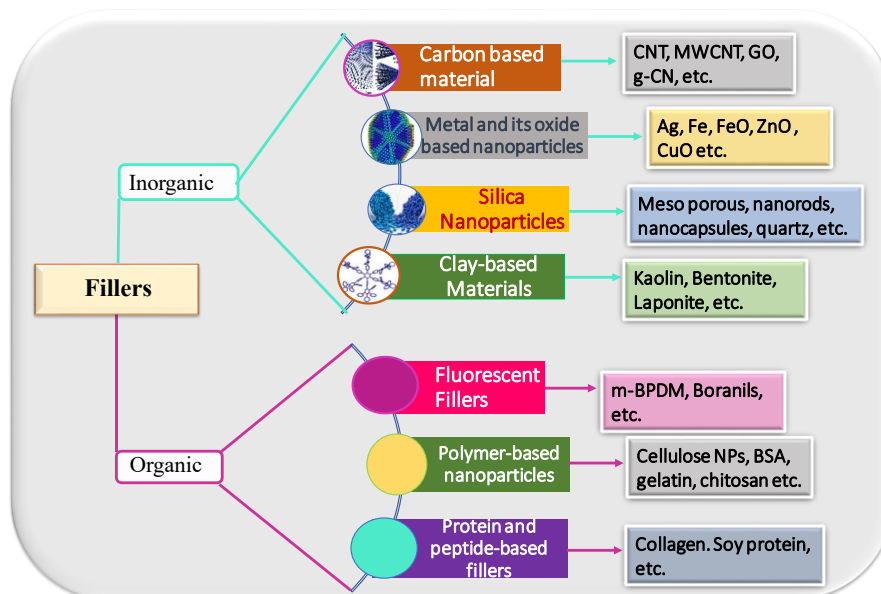 Carbon based
material
CNT, MWCNT, GO,
g-CN, etc.
Metal and its oxide
based nanoparticles
Ag, Fe, FeO, ZnO ,
CuO etc.
Inorganic
Silica
Nanoparticles
Meso porous, nanorods,
nanocapsules, quartz, etc.
Clay-based
Materials
Kaolin, Bentonite,
Laponite, etc.
Fillers
Fluorescent
Fillers
m-BPDM, Boranils,
etc.
Organic
Polymer-based
nanoparticles
Cellulose NPs, BSA,
gelatin, chitosan etc.
Protein and
peptide-based
fillers
Collagen. Soy protein,
etc.